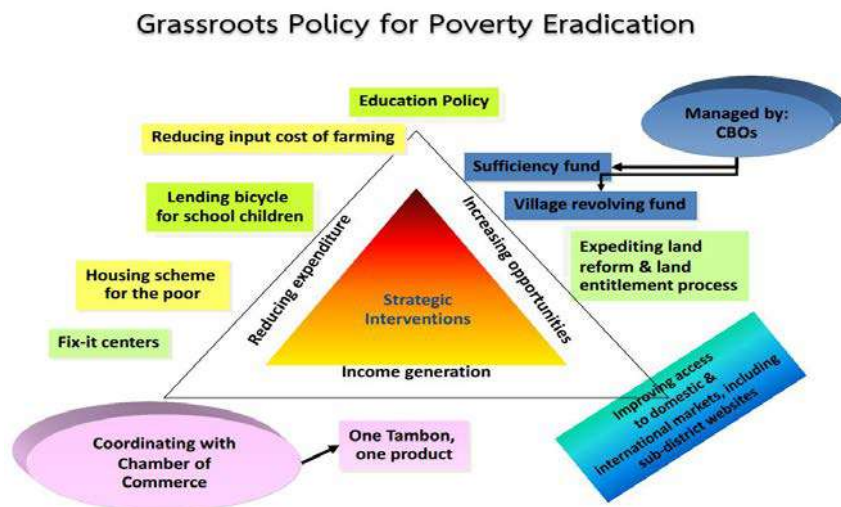 Grassroots Policy for Poverty Eradication
Education Policy
Managed by:
CBOs
Reducing input cost of farming
Sufficiency fund
Lending bicycle
for school children
Village revolving fund
Reducing expenditure
Increasing opportunities
Expediting land
reform & land
entitlement process
Housing scheme
for the poor
Strategic
Interventions
Fix-it centers
Income generation
Improving access
to domestic &
international markets, including
sub-district websites
Coordinating with
Chamber of
Commerce
One Tambon,
one product